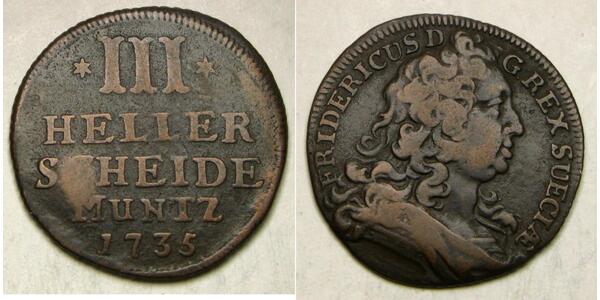 * III *
HELLER
SCHEIDE
MUNTZ
1735
FRIDERICUS D G REX SUECIÆ